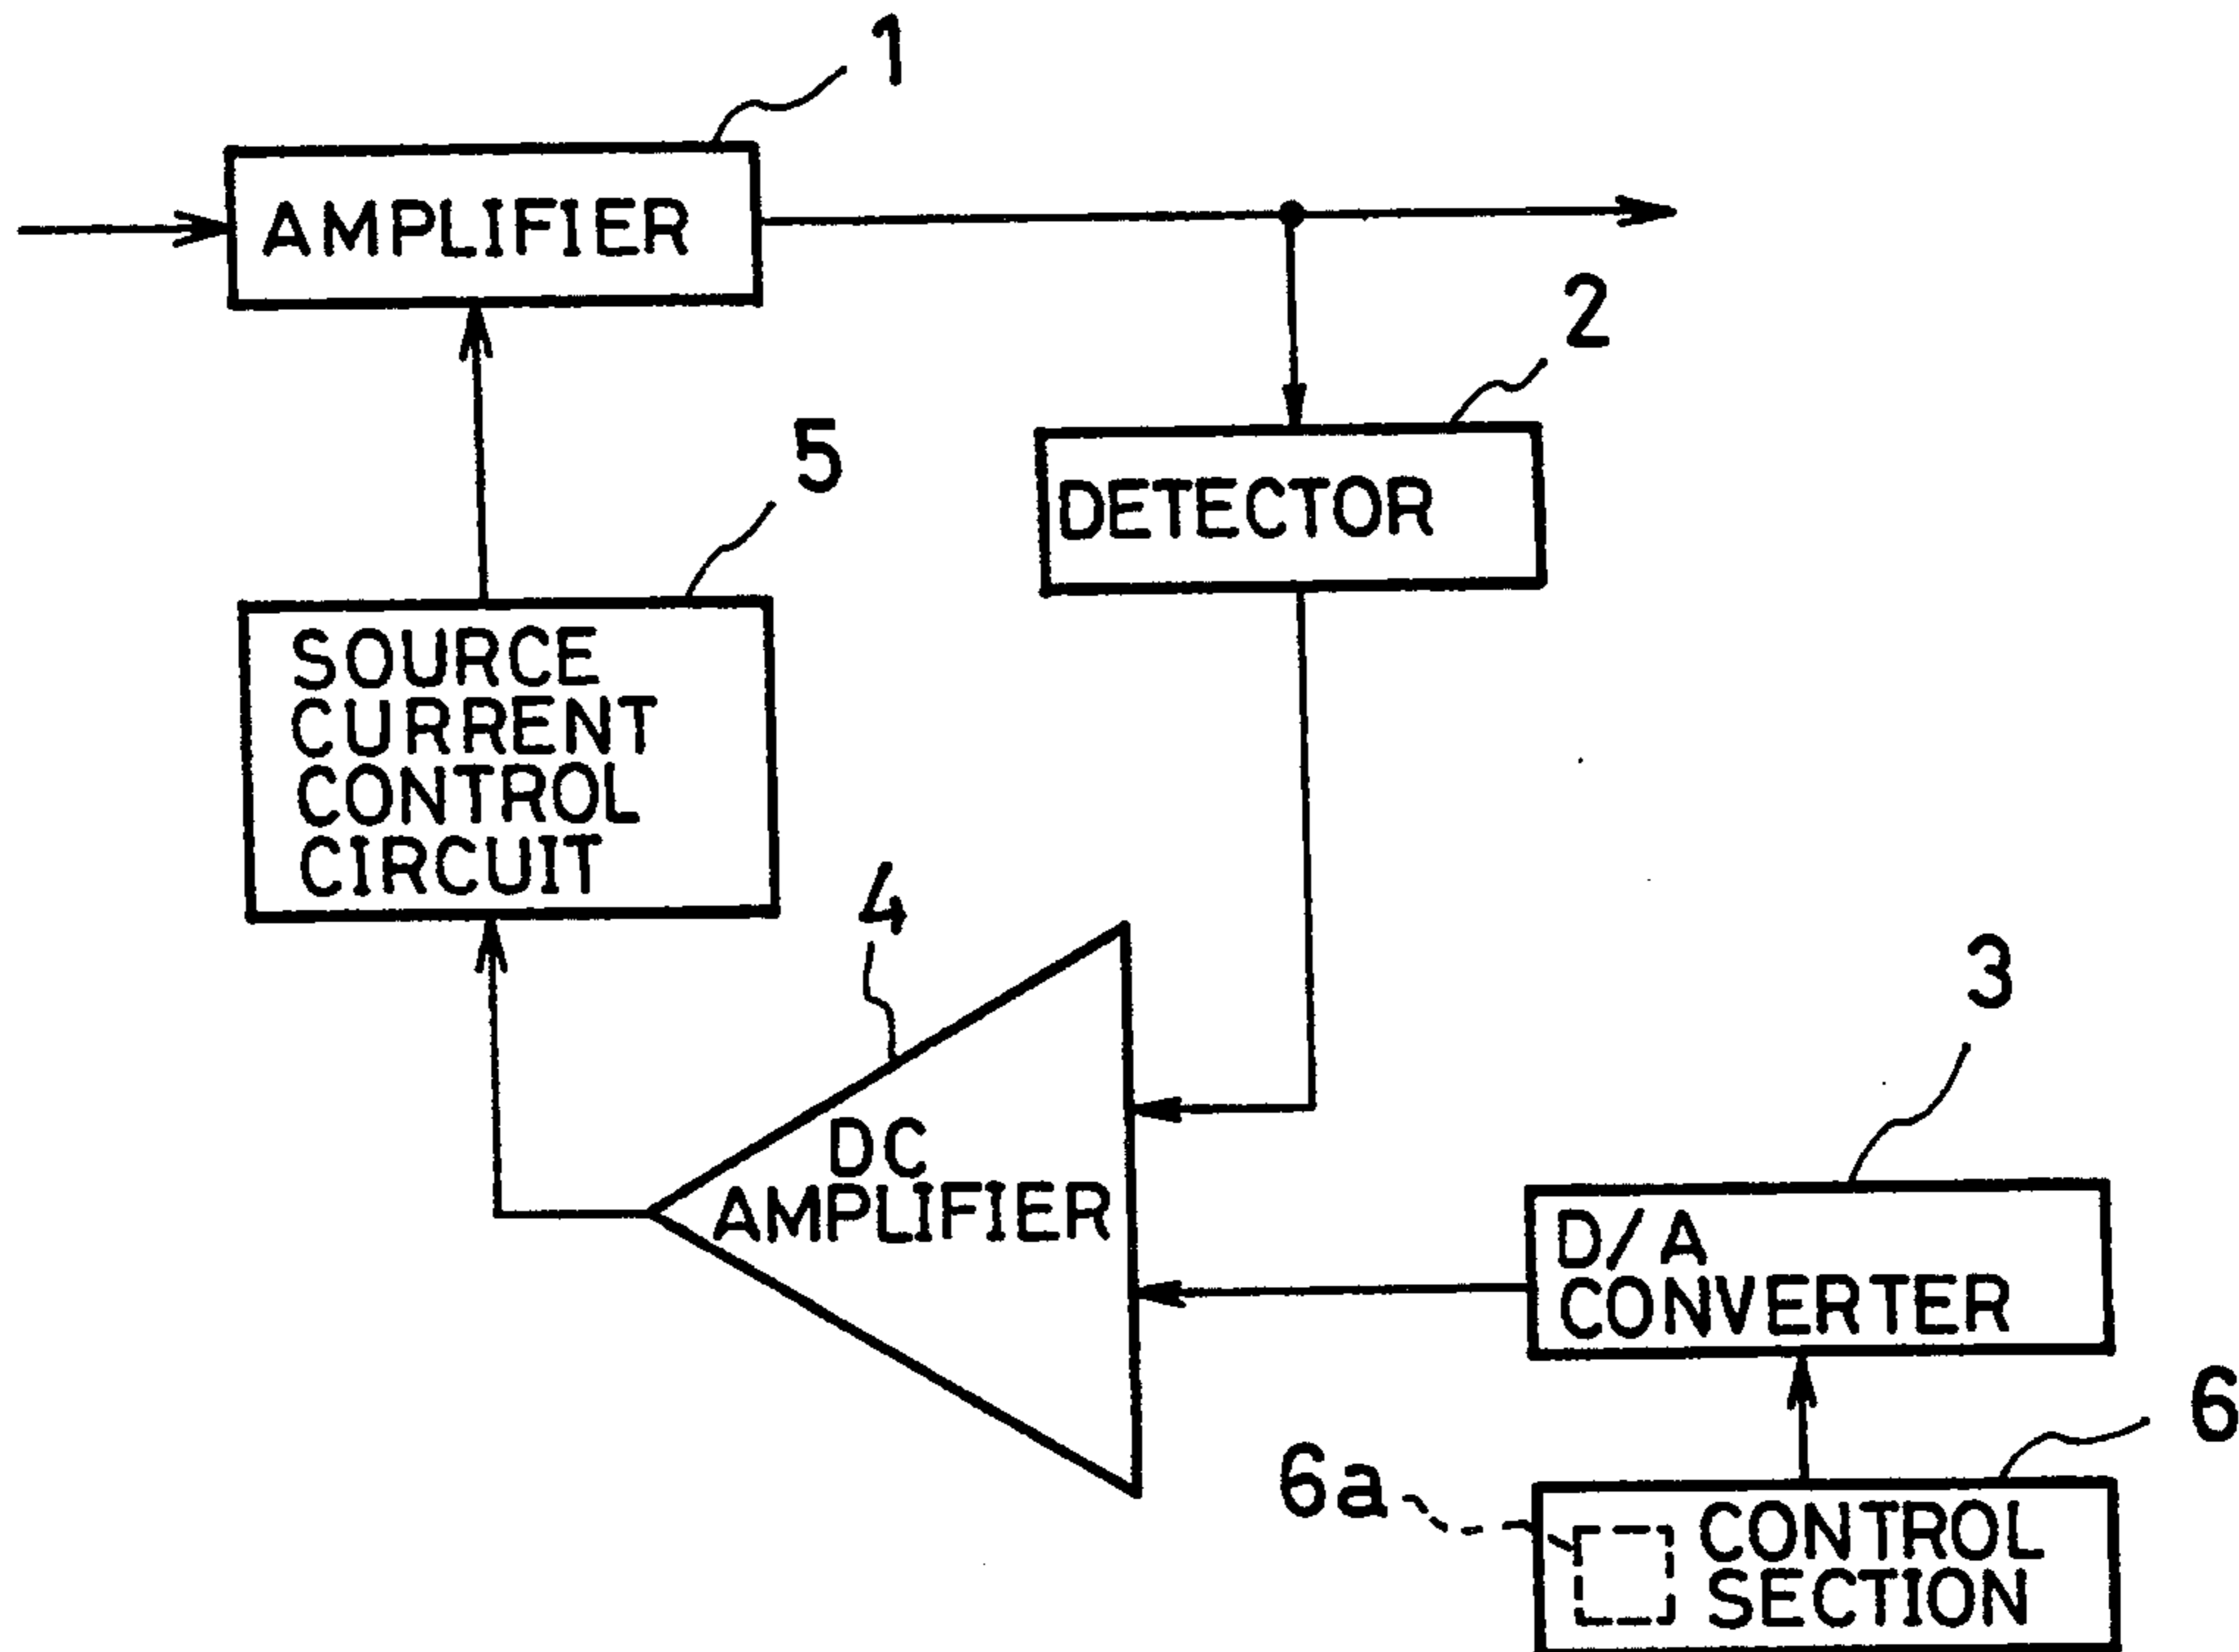 1
AMPLIFIER
2
5
DETECTOR
SOURCE
CURRENT
CONTROL
CIRCUIT
4
3
DC
AMPLIFIER
D/A
CONVERTER
6
6a
CONTROL
SECTION